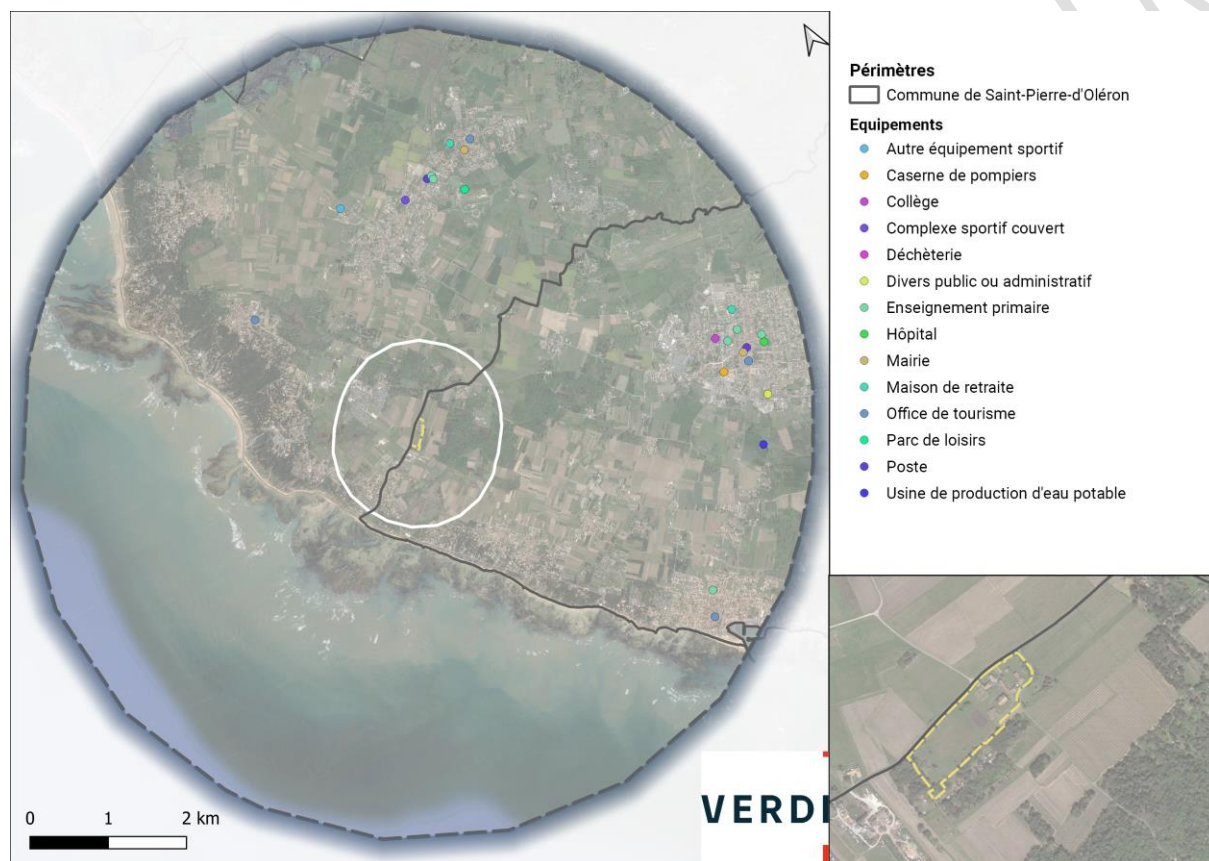 Périmètres
Commune de Saint-Pierre-d'Oléron
Equipements
Autre équipement sportif
Caserne de pompiers
Collège
Complexe sportif couvert
Déchèterie
Divers public ou administratif
Enseignement primaire
Hôpital
Mairie
Maison de retraite
Office de tourisme
Parc de loisirs
Poste
Usine de production d'eau potable
0 1 2 km
VERDI